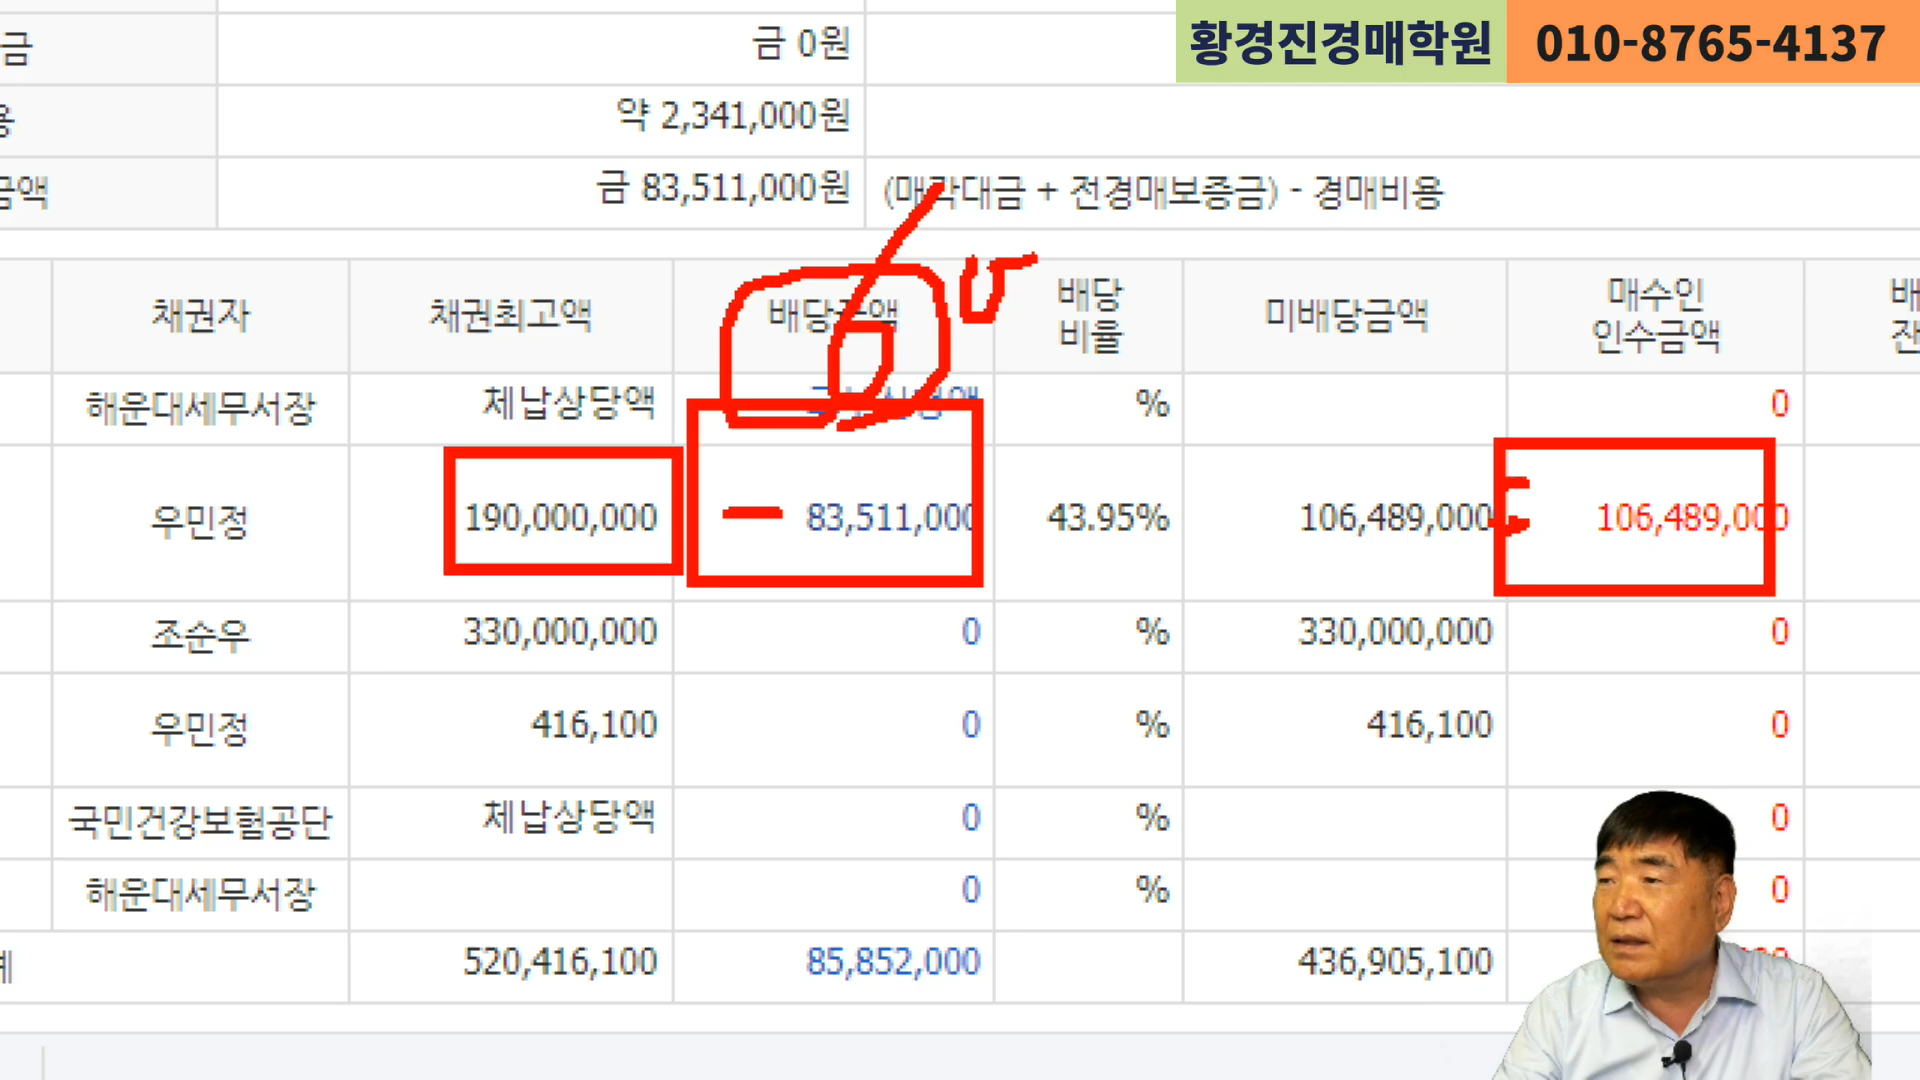 황경진경매학원 010-8765-4137
금 금 0원
용 약 2,341,000원
금액 금 83,511,000원 (매각대금 + 전경매보증금) - 경매비용
채권자 채권최고액 배당금액 배당 비율 미배당금액 매수인 인수금액
해운대세무서장 체납상당액 % 0
우민정 190,000,000 83,511,000 43.95% 106,489,000 106,489,000
조순우 330,000,000 0 % 330,000,000 0
우민정 416,100 0 % 416,100 0
국민건강보험공단 체납상당액 0 % 0
해운대세무서장 0 % 0
계 520,416,100 85,852,000 436,905,100